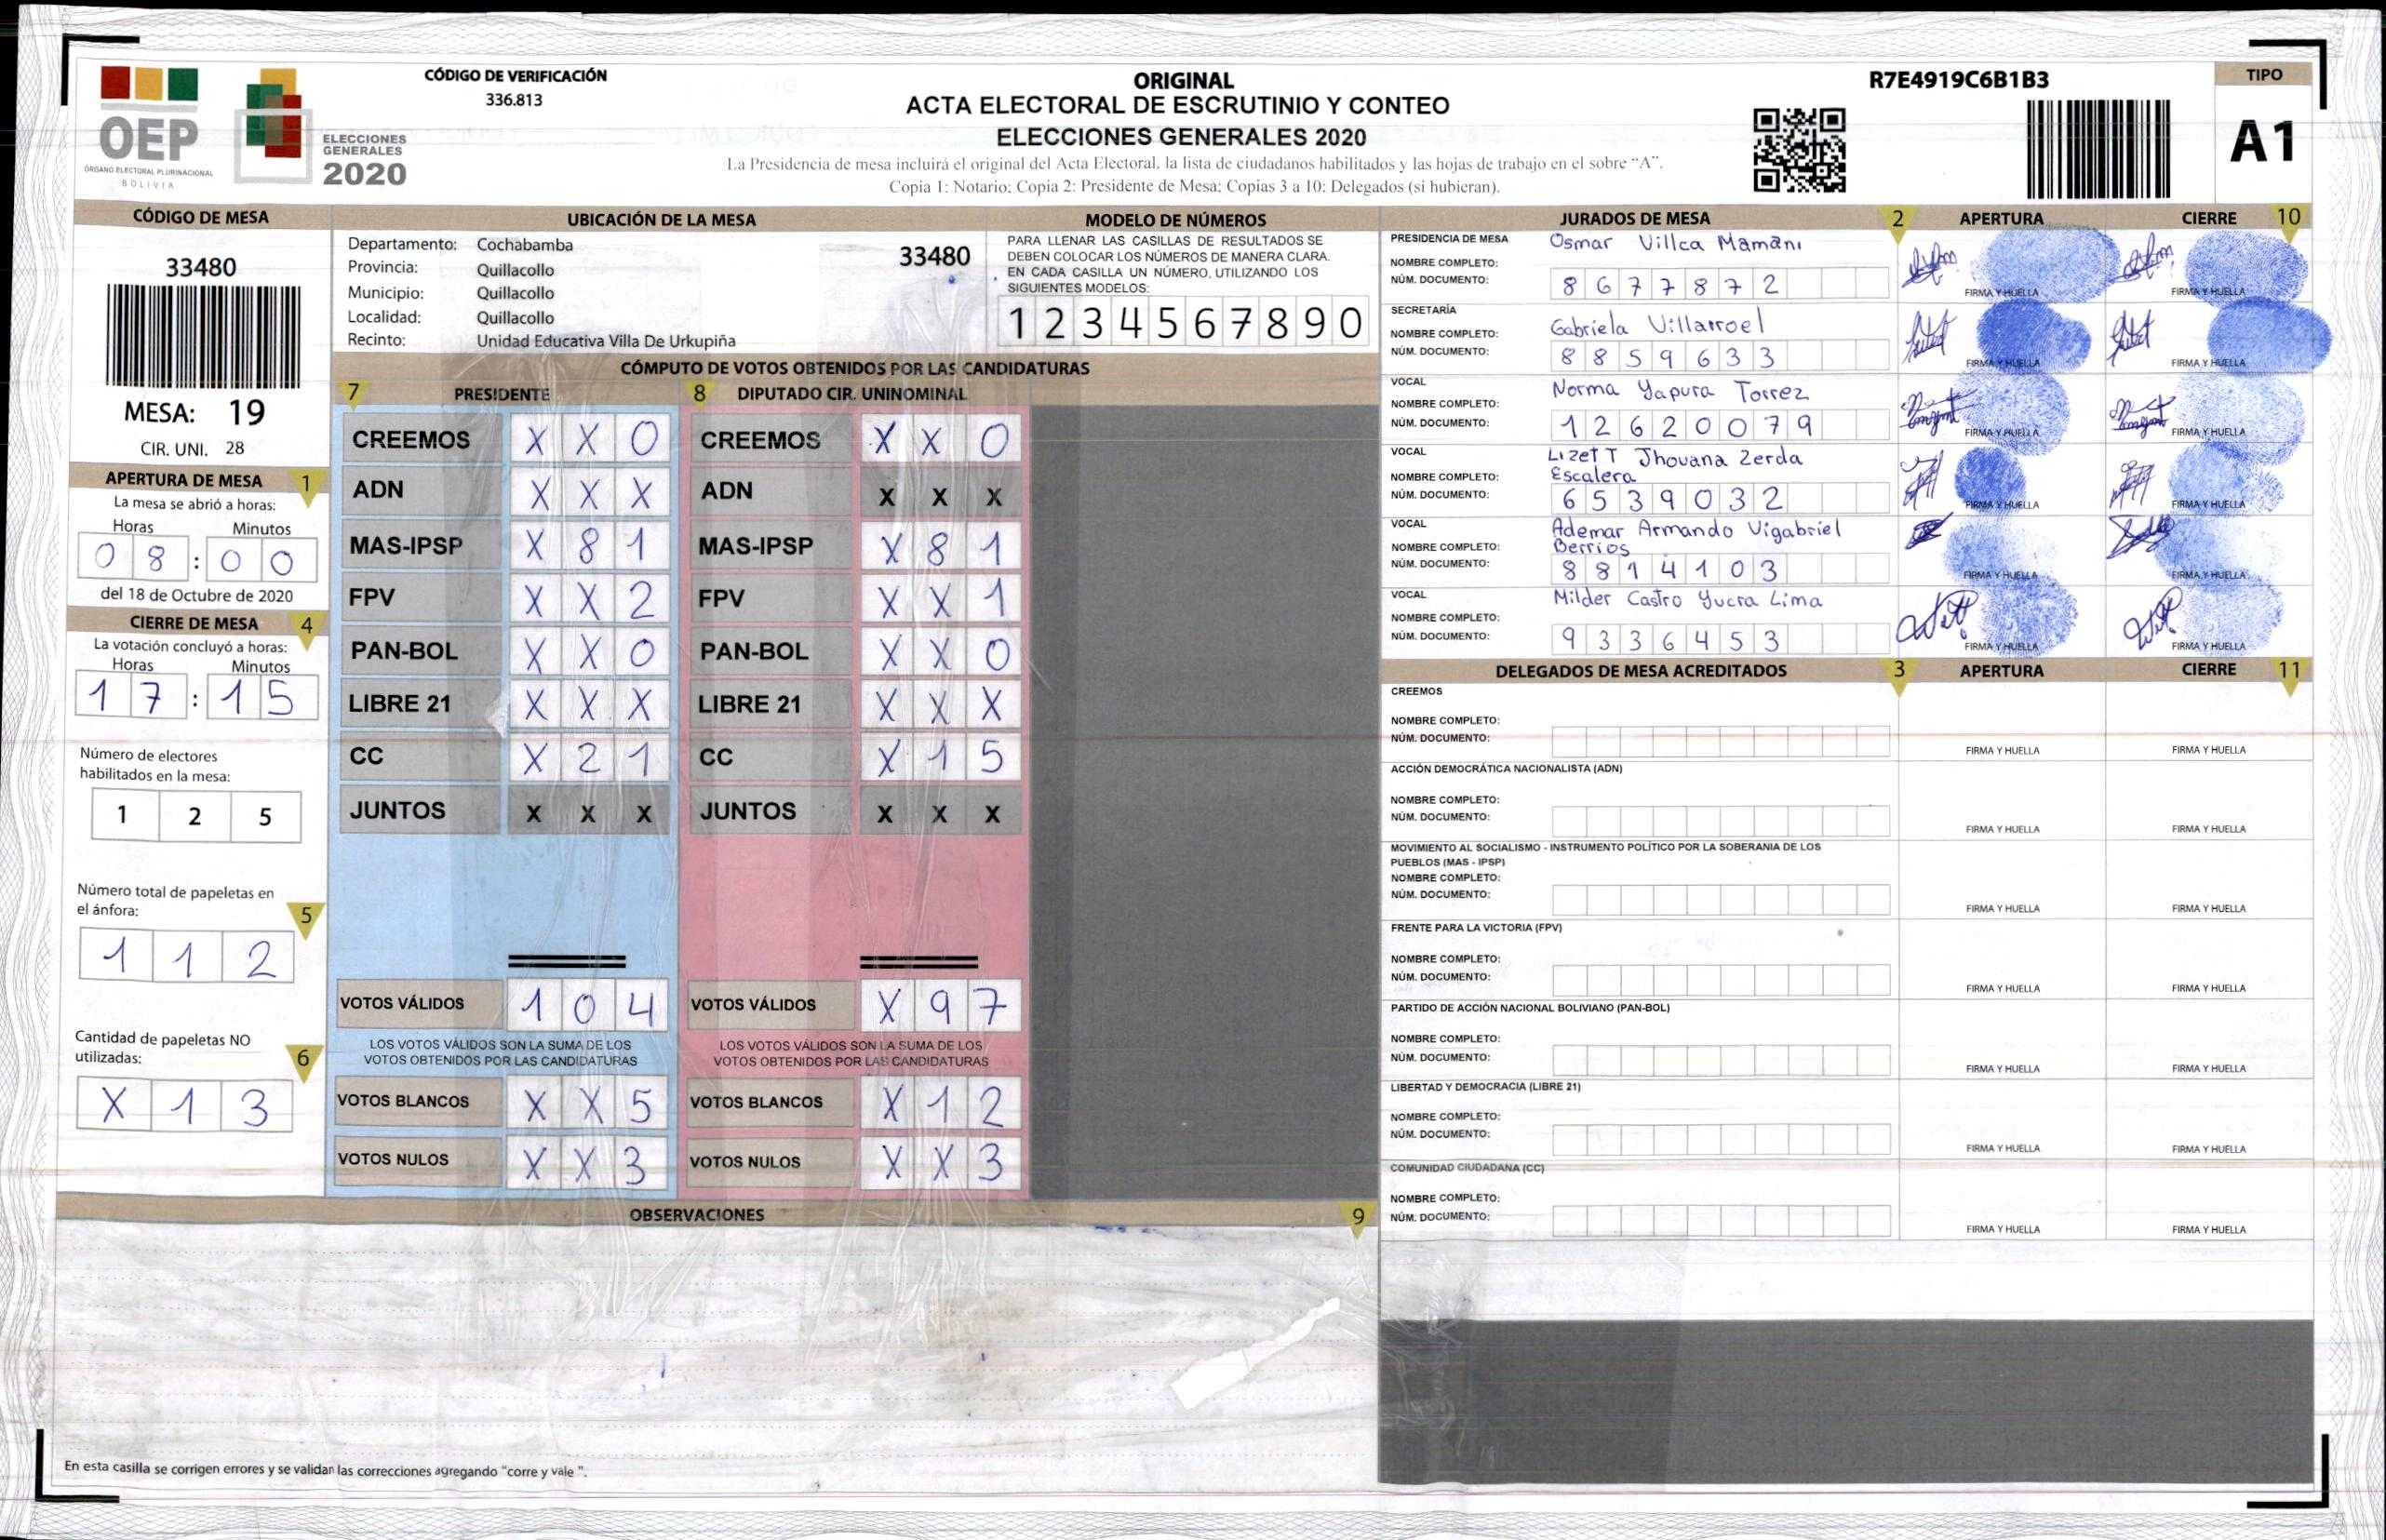 OEP
ÓRGANO ELECTORAL PLURINACIONAL
BOLIVIA
ELECCIONES
GENERALES
2020
CÓDIGO DE VERIFICACIÓN
336.813
ORIGINAL
ACTA ELECTORAL DE ESCRUTINIO Y CONTEO
ELECCIONES GENERALES 2020
La Presidencia de mesa incluirá el original del Acta Electoral, la lista de ciudadanos habilitados y las hojas de trabajo en el sobre "A".
Copia 1: Notario; Copia 2: Presidente de Mesa; Copias 3 a 10: Delegados (si hubieran).
R7E4919C6B1B3
TIPO
A1
CÓDIGO DE MESA
33480
MESA: 19
CIR. UNI. 28
APERTURA DE MESA 1
La mesa se abrió a horas:
Horas Minutos
0 8 : 0 0
del 18 de Octubre de 2020
CIERRE DE MESA 4
La votación concluyó a horas:
Horas Minutos
1 7 : 1 5
Número de electores
habilitados en la mesa:
1 2 5
Número total de papeletas en
el ánfora: 5
1 1 2
Cantidad de papeletas NO
utilizadas: 6
X 1 3
UBICACIÓN DE LA MESA
Departamento: Cochabamba 33480
Provincia: Quillacollo
Municipio: Quillacollo
Localidad: Quillacollo
Recinto: Unidad Educativa Villa De Urkupiña
MODELO DE NÚMEROS
PARA LLENAR LAS CASILLAS DE RESULTADOS SE
DEBEN COLOCAR LOS NÚMEROS DE MANERA CLARA.
EN CADA CASILLA UN NÚMERO, UTILIZANDO LOS
SIGUIENTES MODELOS:
1 2 3 4 5 6 7 8 9 0
CÓMPUTO DE VOTOS OBTENIDOS POR LAS CANDIDATURAS
7 PRESIDENTE 8 DIPUTADO CIR. UNINOMINAL
CREEMOS X X 0 CREEMOS X X 0
ADN X X X ADN X X X
MAS-IPSP X 8 1 MAS-IPSP X 8 1
FPV X X 2 FPV X X 1
PAN-BOL X X 0 PAN-BOL X X 0
LIBRE 21 X X X LIBRE 21 X X X
CC X 2 1 CC X 1 5
JUNTOS X X X JUNTOS X X X
VOTOS VÁLIDOS 1 0 4 VOTOS VÁLIDOS X 9 7
LOS VOTOS VÁLIDOS SON LA SUMA DE LOS LOS VOTOS VÁLIDOS SON LA SUMA DE LOS
VOTOS OBTENIDOS POR LAS CANDIDATURAS VOTOS OBTENIDOS POR LAS CANDIDATURAS
VOTOS BLANCOS X X 5 VOTOS BLANCOS X 1 2
VOTOS NULOS X X 3 VOTOS NULOS X X 3
OBSERVACIONES 9
En esta casilla se corrigen errores y se validan las correcciones agregando "corre y vale ".
JURADOS DE MESA 2 APERTURA CIERRE 10
PRESIDENCIA DE MESA Osmar Villca Mamani
NOMBRE COMPLETO:
NÚM. DOCUMENTO: 8 6 7 7 8 7 2
FIRMA Y HUELLA FIRMA Y HUELLA
SECRETARÍA
NOMBRE COMPLETO: Gabriela Villarroel
NÚM. DOCUMENTO: 8 8 5 9 6 3 3
FIRMA Y HUELLA FIRMA Y HUELLA
VOCAL Norma Yapura Torrez
NOMBRE COMPLETO:
NÚM. DOCUMENTO: 1 2 6 2 0 0 7 9
FIRMA Y HUELLA FIRMA Y HUELLA
VOCAL Lizett Jhovana Zerda
NOMBRE COMPLETO: Escalera
NÚM. DOCUMENTO: 6 5 3 9 0 3 2
FIRMA Y HUELLA FIRMA Y HUELLA
VOCAL Ademar Armando Vigabriel
NOMBRE COMPLETO: Berrios
NÚM. DOCUMENTO: 8 8 1 4 1 0 3
FIRMA Y HUELLA FIRMA Y HUELLA
VOCAL Milder Castro Yucra Lima
NOMBRE COMPLETO:
NÚM. DOCUMENTO: 9 3 3 6 4 5 3
FIRMA Y HUELLA FIRMA Y HUELLA
DELEGADOS DE MESA ACREDITADOS 3 APERTURA CIERRE 11
CREEMOS
NOMBRE COMPLETO:
NÚM. DOCUMENTO:
FIRMA Y HUELLA FIRMA Y HUELLA
ACCIÓN DEMOCRÁTICA NACIONALISTA (ADN)
NOMBRE COMPLETO:
NÚM. DOCUMENTO:
FIRMA Y HUELLA FIRMA Y HUELLA
MOVIMIENTO AL SOCIALISMO - INSTRUMENTO POLÍTICO POR LA SOBERANIA DE LOS
PUEBLOS (MAS - IPSP)
NOMBRE COMPLETO:
NÚM. DOCUMENTO:
FIRMA Y HUELLA FIRMA Y HUELLA
FRENTE PARA LA VICTORIA (FPV)
NOMBRE COMPLETO:
NÚM. DOCUMENTO:
FIRMA Y HUELLA FIRMA Y HUELLA
PARTIDO DE ACCIÓN NACIONAL BOLIVIANO (PAN-BOL)
NOMBRE COMPLETO:
NÚM. DOCUMENTO:
FIRMA Y HUELLA FIRMA Y HUELLA
LIBERTAD Y DEMOCRACIA (LIBRE 21)
NOMBRE COMPLETO:
NÚM. DOCUMENTO:
FIRMA Y HUELLA FIRMA Y HUELLA
COMUNIDAD CIUDADANA (CC)
NOMBRE COMPLETO:
NÚM. DOCUMENTO:
FIRMA Y HUELLA FIRMA Y HUELLA